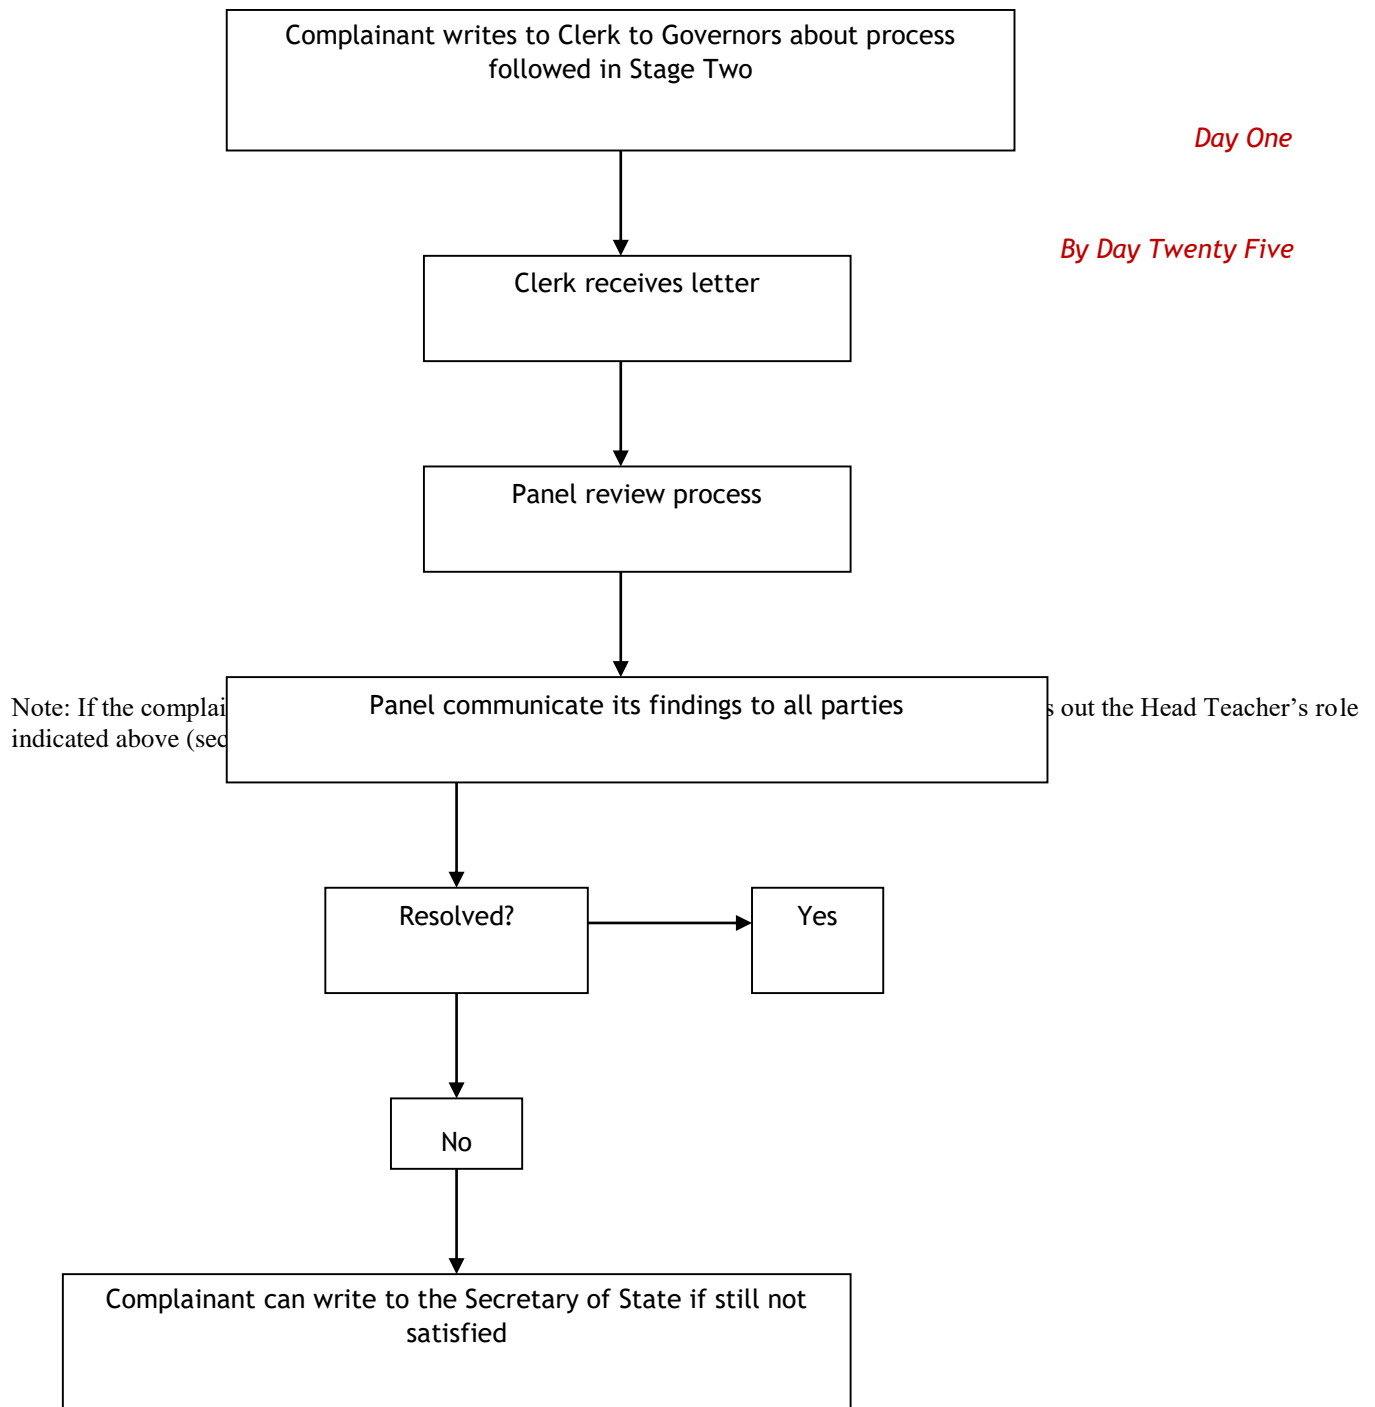 Complainant writes to Clerk to Governors about process
followed in Stage Two
Day One
By Day Twenty Five
Clerk receives letter
Panel review process
Panel communicate its findings to all parties
Note: If the
out the Head Teacher’s role
indicated above
Resolved?
Yes
No
Complainant can write to the Secretary of State if still not
satisfied